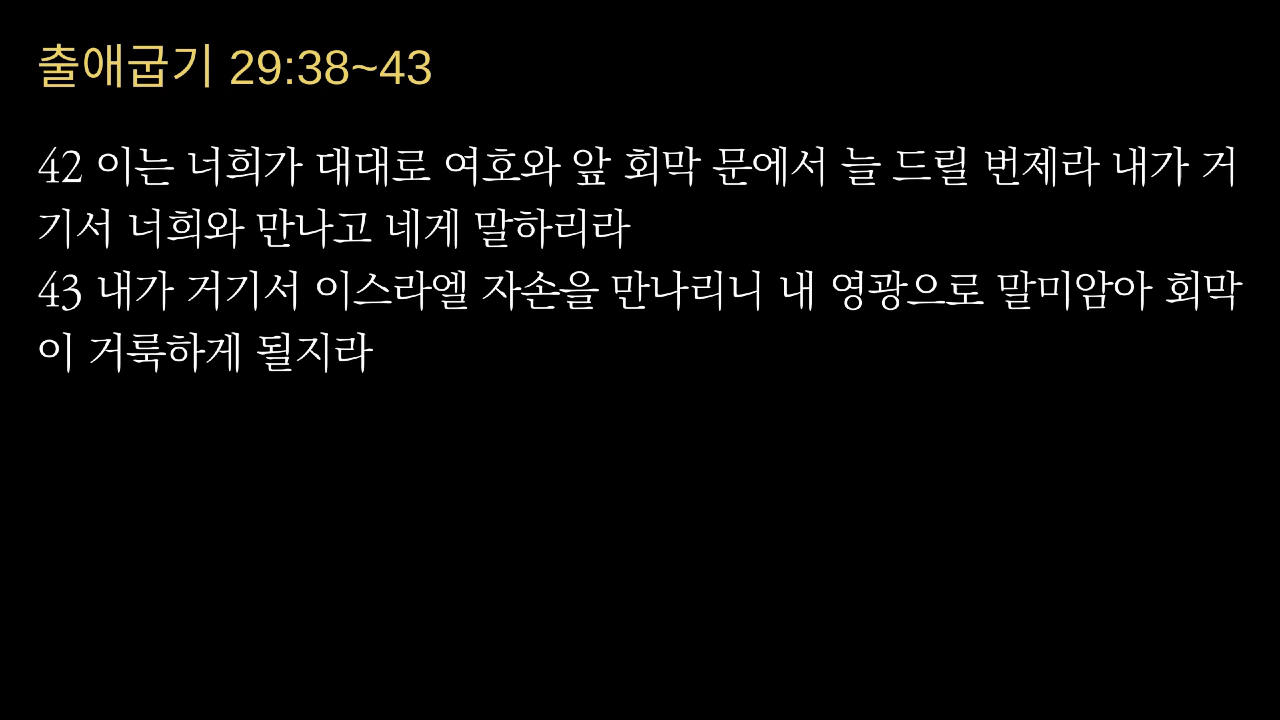 출애굽기 29:38~43
42 이는 너희가 대대로 여호와 앞 회막 문에서 늘 드릴 번제라 내가 거
기서 너희와 만나고 네게 말하리라
43 내가 거기서 이스라엘 자손을 만나리니 내 영광으로 말미암아 회막
이 거룩하게 될지라